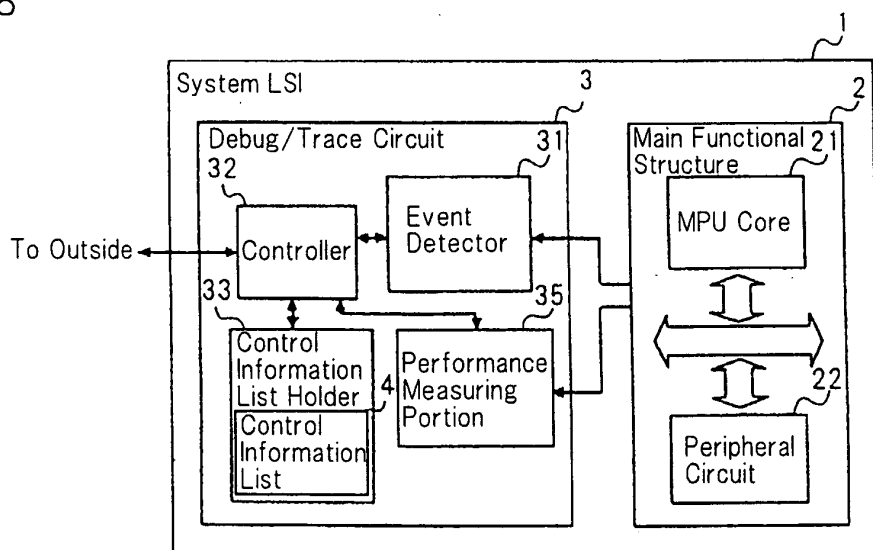 1
System LSI
3
2
Debug/Trace Circuit
31
Main Functional
Structure
21
32
Event
Detector
MPU Core
To Outside
Controller
33
35
Control
Information
List Holder
4
Control
Information
List
Performance
Measuring
Portion
22
Peripheral
Circuit